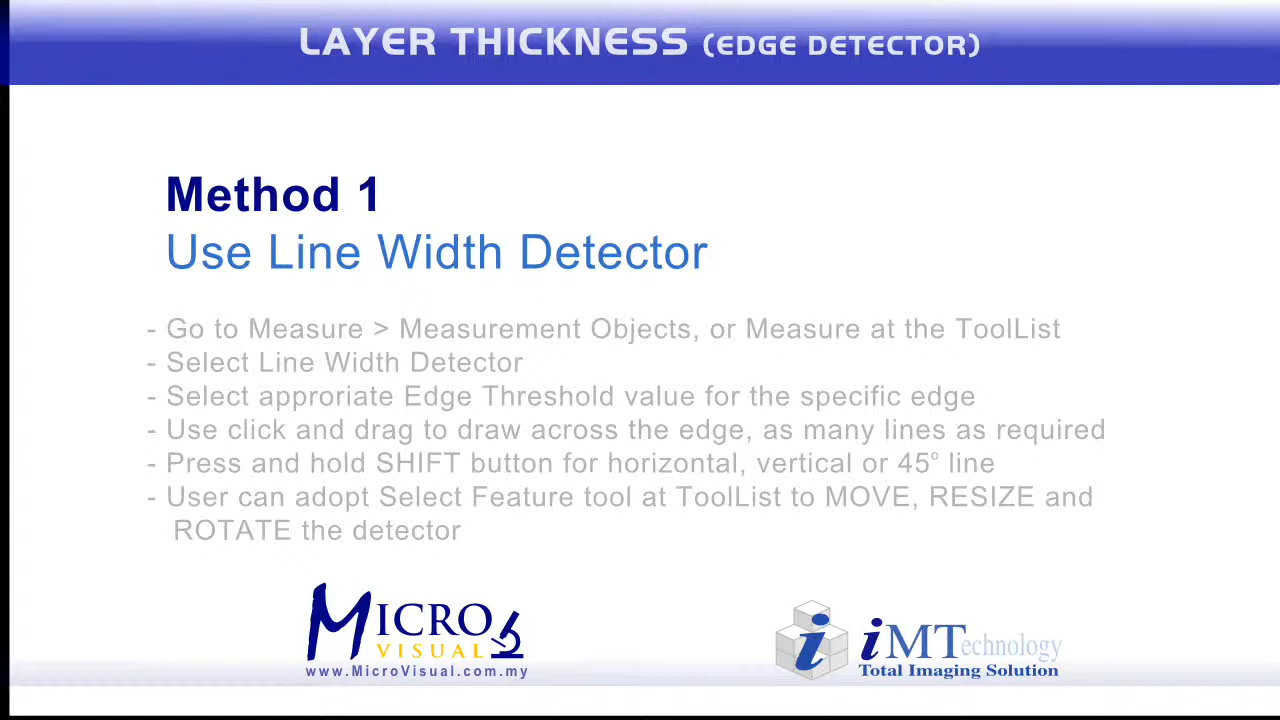 LAYER THICKNESS (EDGE DETECTOR)
Method 1
Use Line Width Detector
- Go to Measure > Measurement Objects, or Measure at the ToolList
- Select Line Width Detector
- Select approriate Edge Threshold value for the specific edge
- Use click and drag to draw across the edge, as many lines as required
- Press and hold SHIFT button for horizontal, vertical or 45º line
- User can adopt Select Feature tool at ToolList to MOVE, RESIZE and
ROTATE the detector
MICRO
VISUAL
www.MicroVisual.com.my
i iMTechnology
Total Imaging Solution